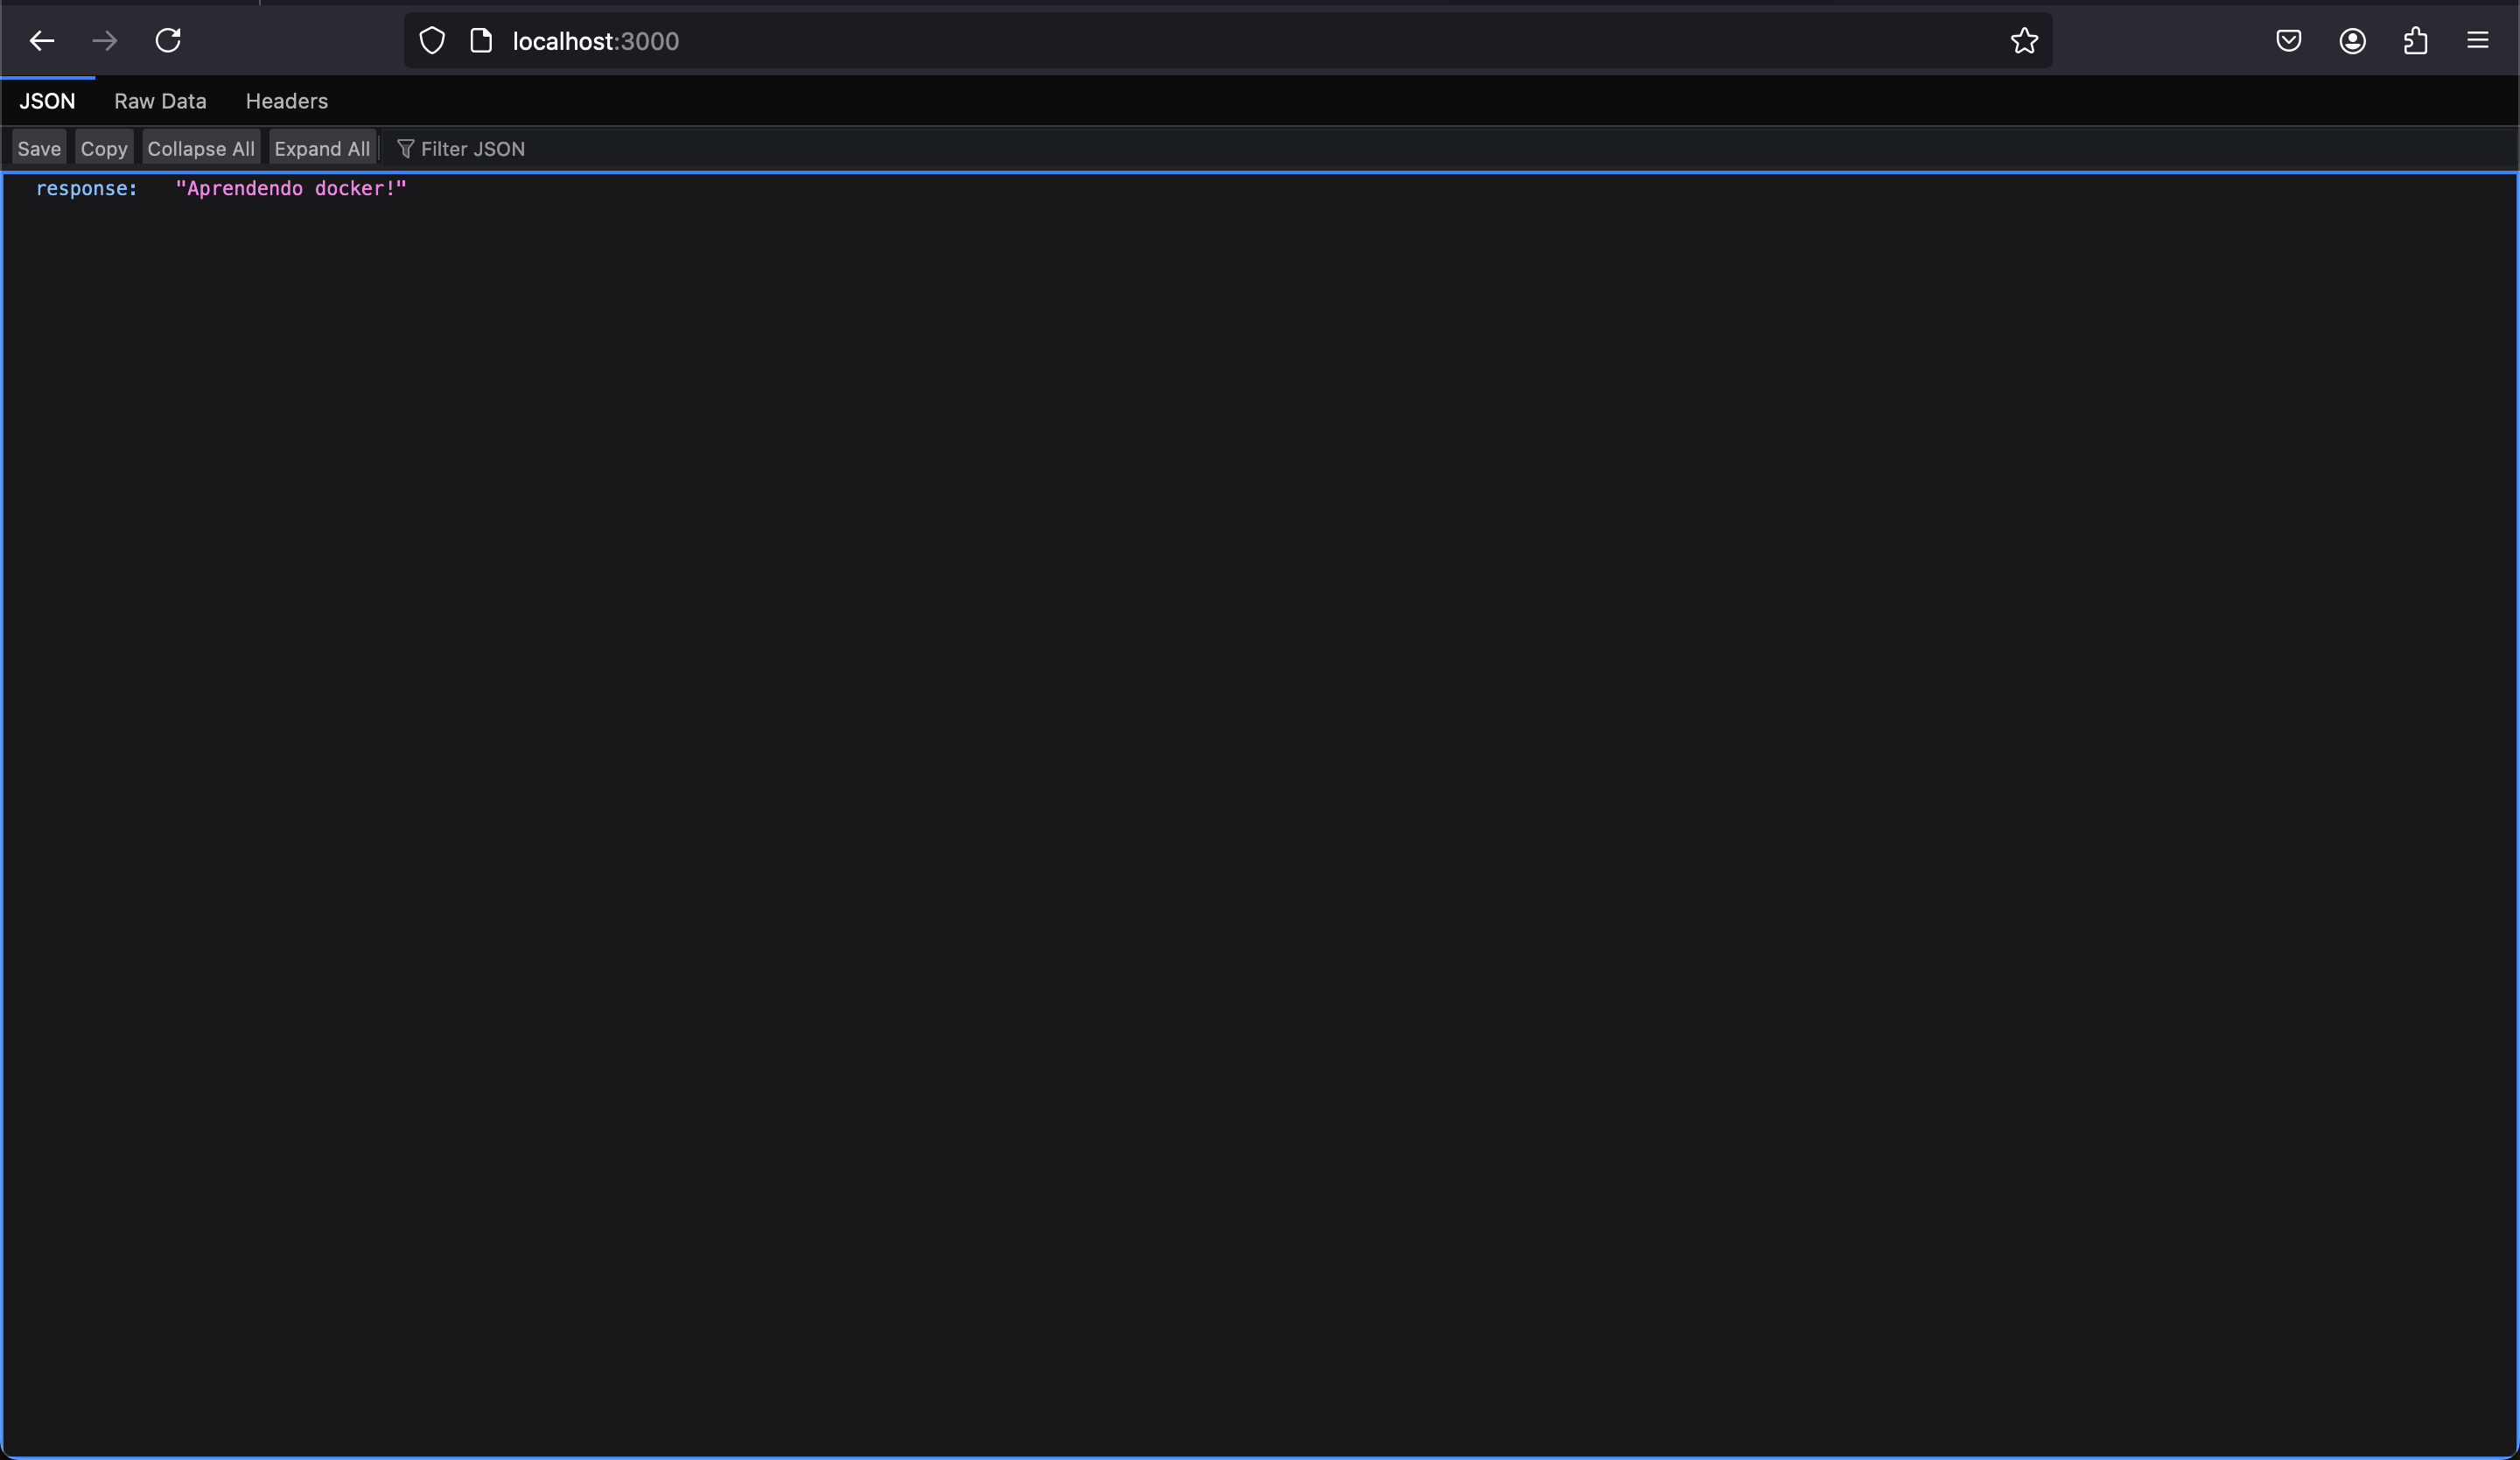 localhost:3000
JSON Raw Data Headers
Save Copy Collapse All Expand All Filter JSON
response: "Aprendendo docker!"